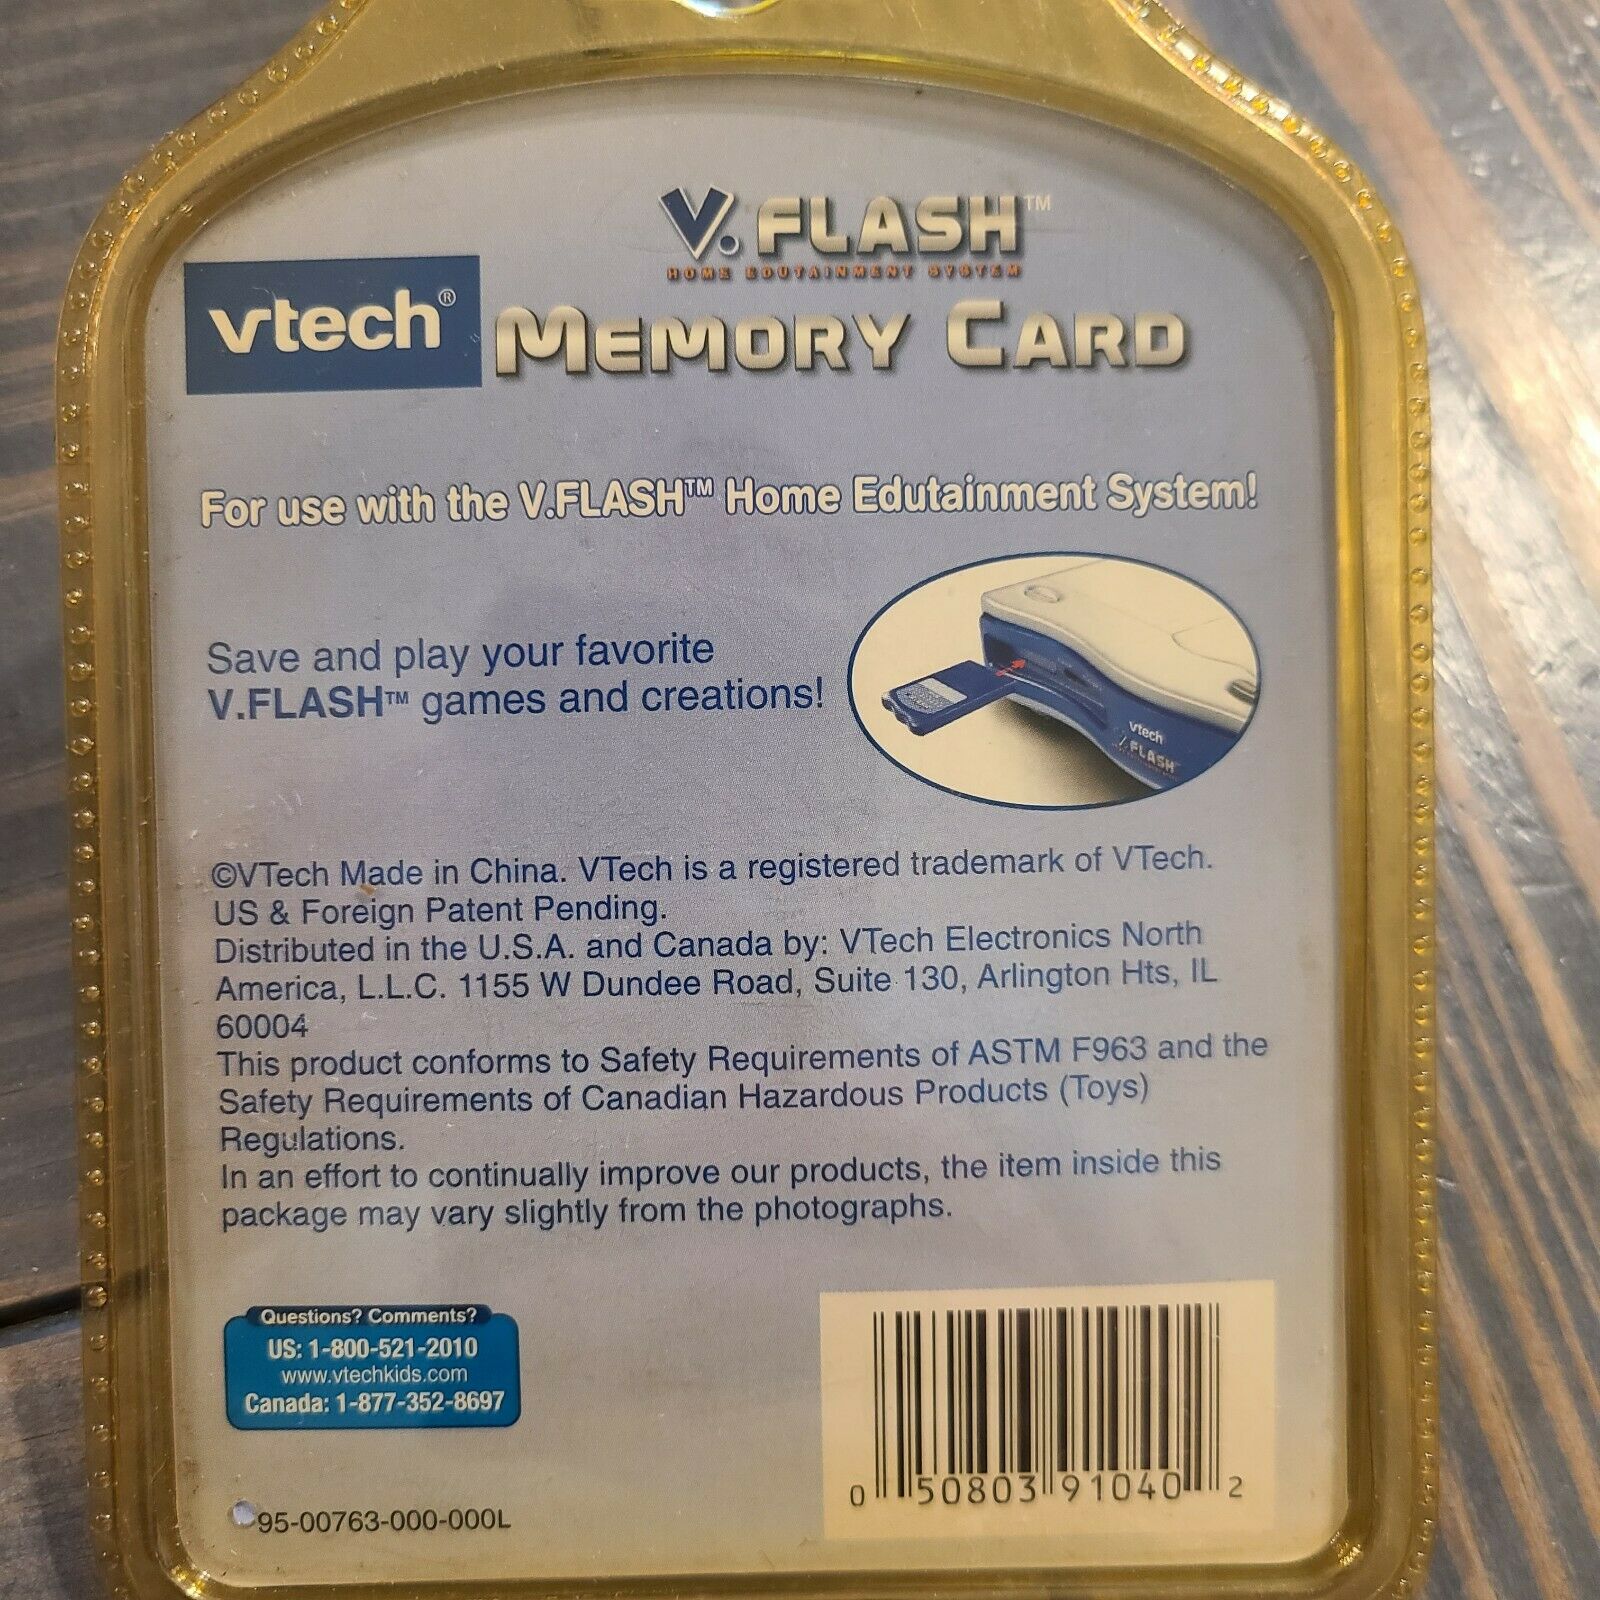 V.FLASH™
HOME EDUTAINMENT SYSTEM
vtech®
MEMORY CARD
For use with the V.FLASH™ Home Edutainment System!
Save and play your favorite
V.FLASH™ games and creations!
vtech
V.FLASH
©VTech Made in China. VTech is a registered trademark of VTech.
US & Foreign Patent Pending.
Distributed in the U.S.A. and Canada by: VTech Electronics North
America, L.L.C. 1155 W Dundee Road, Suite 130, Arlington Hts, IL
60004
This product conforms to Safety Requirements of ASTM F963 and the
Safety Requirements of Canadian Hazardous Products (Toys)
Regulations.
In an effort to continually improve our products, the item inside this
package may vary slightly from the photographs.
Questions? Comments?
US: 1-800-521-2010
www.vtechkids.com
Canada: 1-877-352-8697
0 50803 91040 2
95-00763-000-000L